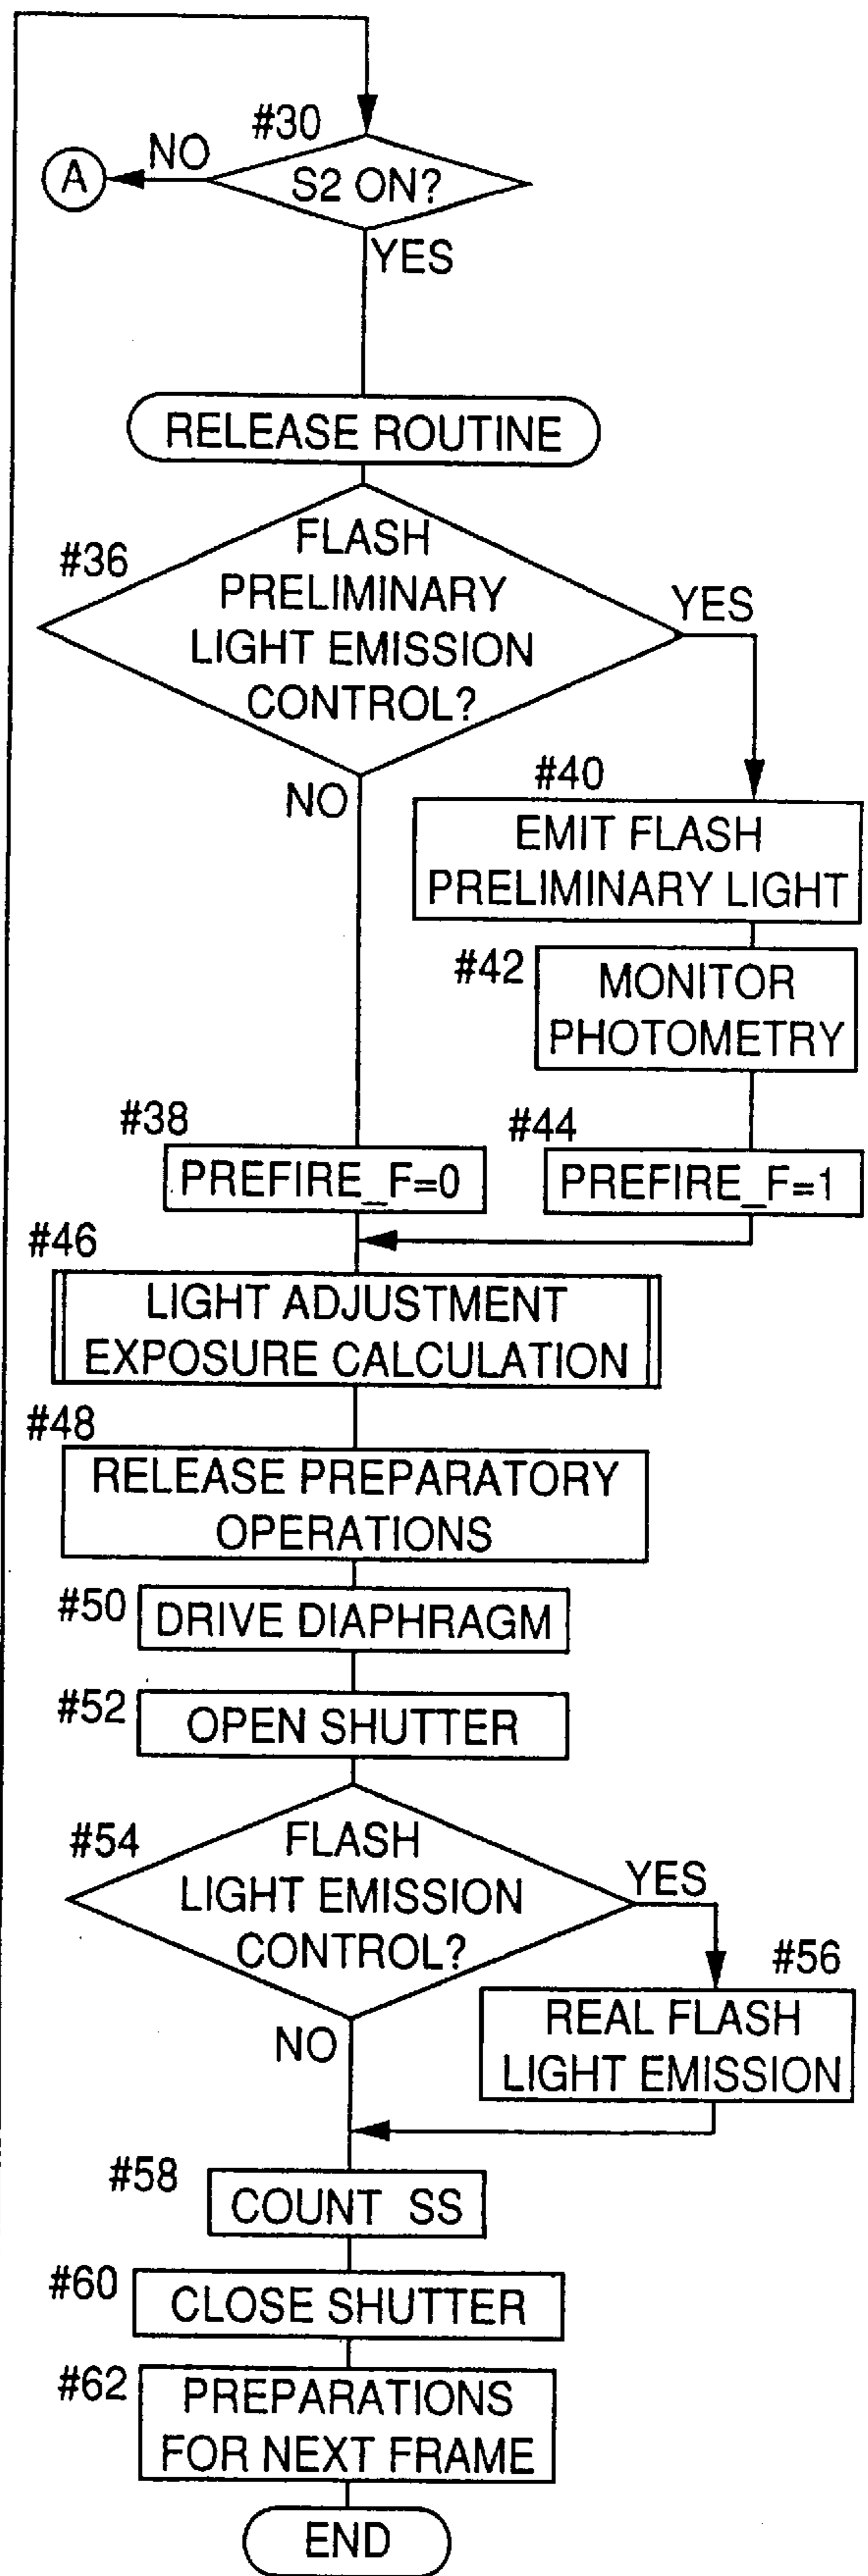 #30
NO
A
S2 ON?
YES
RELEASE ROUTINE
#36
FLASH
PRELIMINARY
LIGHT EMISSION
CONTROL?
YES
NO
#40
EMIT FLASH
PRELIMINARY LIGHT
#42
MONITOR
PHOTOMETRY
#38
PREFIRE_F=0
#44
PREFIRE_F=1
#46
LIGHT ADJUSTMENT
EXPOSURE CALCULATION
#48
RELEASE PREPARATORY
OPERATIONS
#50
DRIVE DIAPHRAGM
#52
OPEN SHUTTER
#54
FLASH
LIGHT EMISSION
CONTROL?
YES
NO
#56
REAL FLASH
LIGHT EMISSION
#58
COUNT SS
#60
CLOSE SHUTTER
#62
PREPARATIONS
FOR NEXT FRAME
END